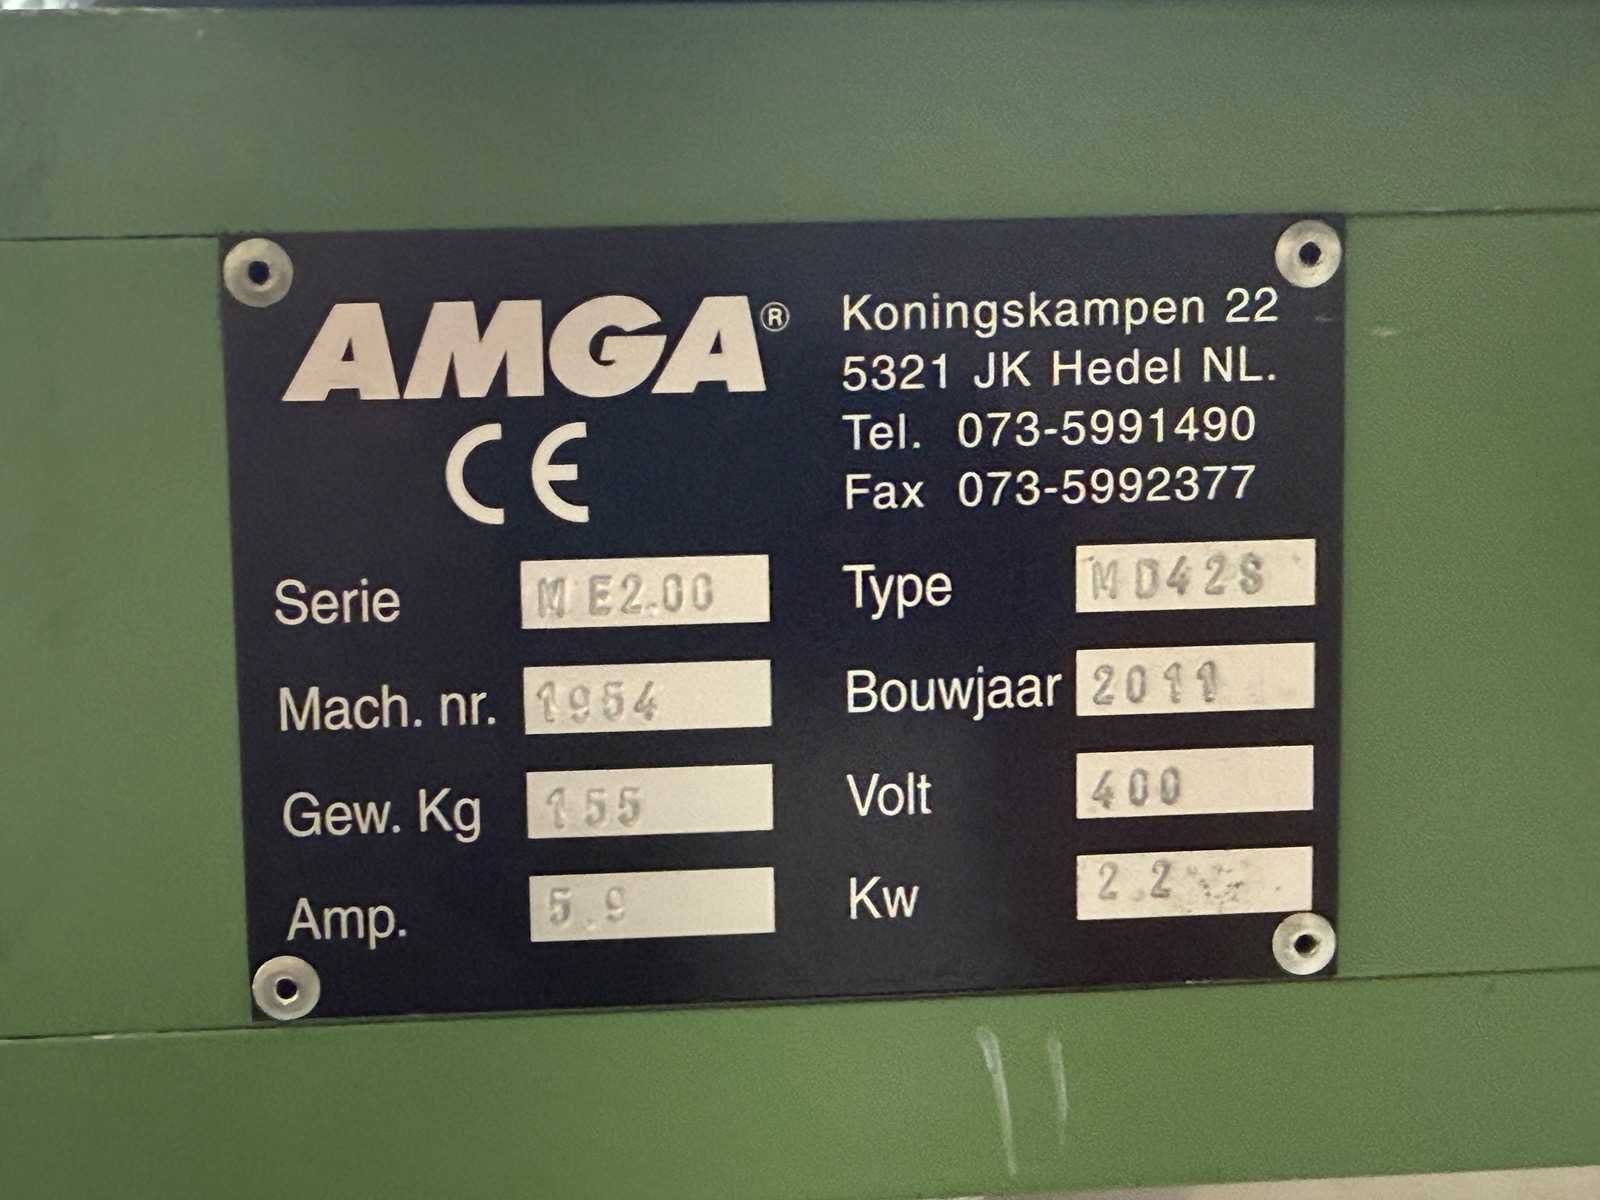 AMGA®
CE
Koningskampen 22
5321 JK Hedel NL.
Tel. 073-5991490
Fax 073-5992377
Serie ME2.00
Type MD42S
Mach. nr. 1954
Bouwjaar 2011
Gew. Kg 155
Volt 400
Amp. 5.9
Kw 2.2